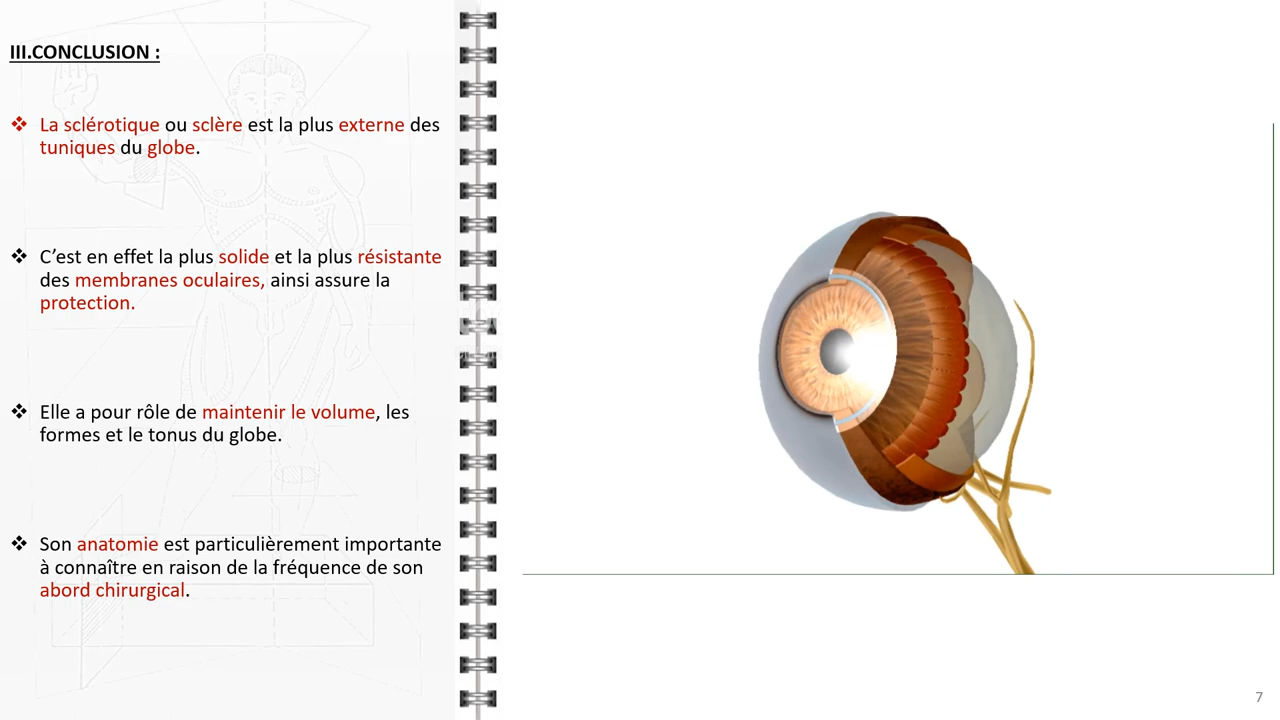 III.CONCLUSION :
❖ La sclérotique ou sclère est la plus externe des
tuniques du globe.
❖ C’est en effet la plus solide et la plus résistante
des membranes oculaires, ainsi assure la
protection.
❖ Elle a pour rôle de maintenir le volume, les
formes et le tonus du globe.
❖ Son anatomie est particulièrement importante
à connaître en raison de la fréquence de son
abord chirurgical.
7